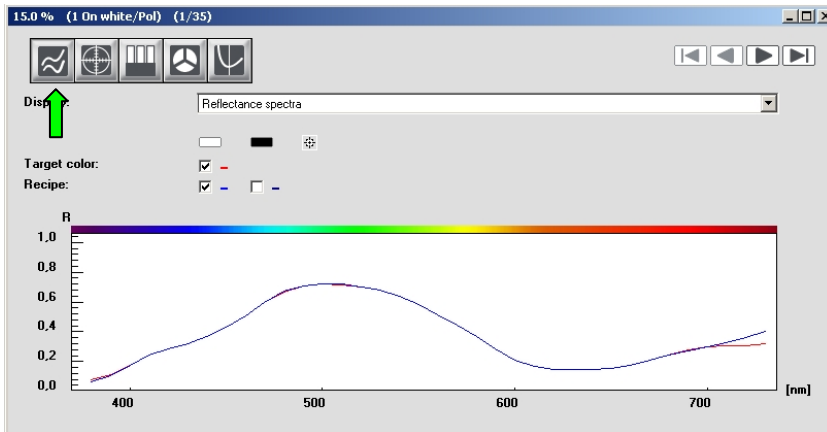 15.0 % (1 On white/Pol) (1/35)
Display: Reflectance spectra
Target color:
Recipe:
R
1,0
0,8
0,6
0,4
0,2
0,0
400 500 600 700 [nm]